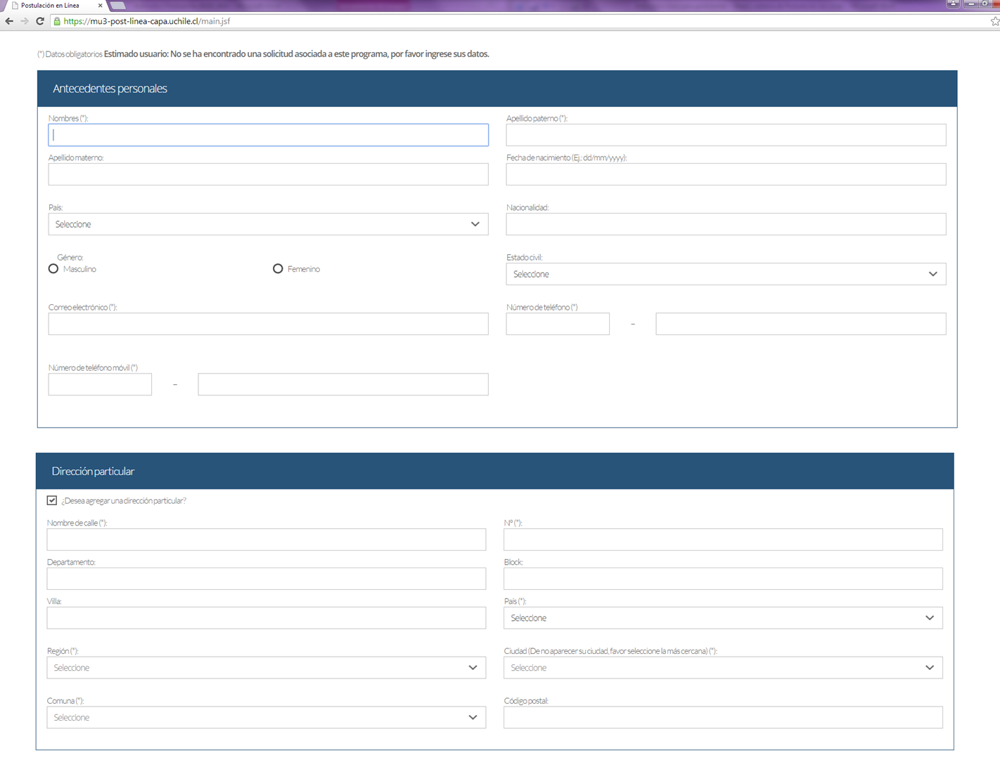 Postulación en Línea
https://mu3-post-linea-capa.uchile.cl/main.jsf
(*) Datos obligatorios Estimado usuario: No se ha encontrado una solicitud asociada a este programa, por favor ingrese sus datos.
Antecedentes personales
Nombres (*):
Apellido paterno (*):
Apellido materno:
Fecha de nacimiento (Ej.: dd/mm/yyyy):
País:
Seleccione
Nacionalidad:
Género:
Masculino
Femenino
Estado civil:
Seleccione
Correo electrónico (*):
Número de teléfono (*)
–
Número de teléfono móvil (*)
–
Dirección particular
¿Desea agregar una dirección particular?
Nombre de calle (*):
Nº (*):
Departamento:
Block:
Villa:
País (*):
Seleccione
Región (*):
Seleccione
Ciudad (De no aparecer su ciudad, favor seleccione la más cercana) (*):
Seleccione
Comuna (*):
Seleccione
Código postal: